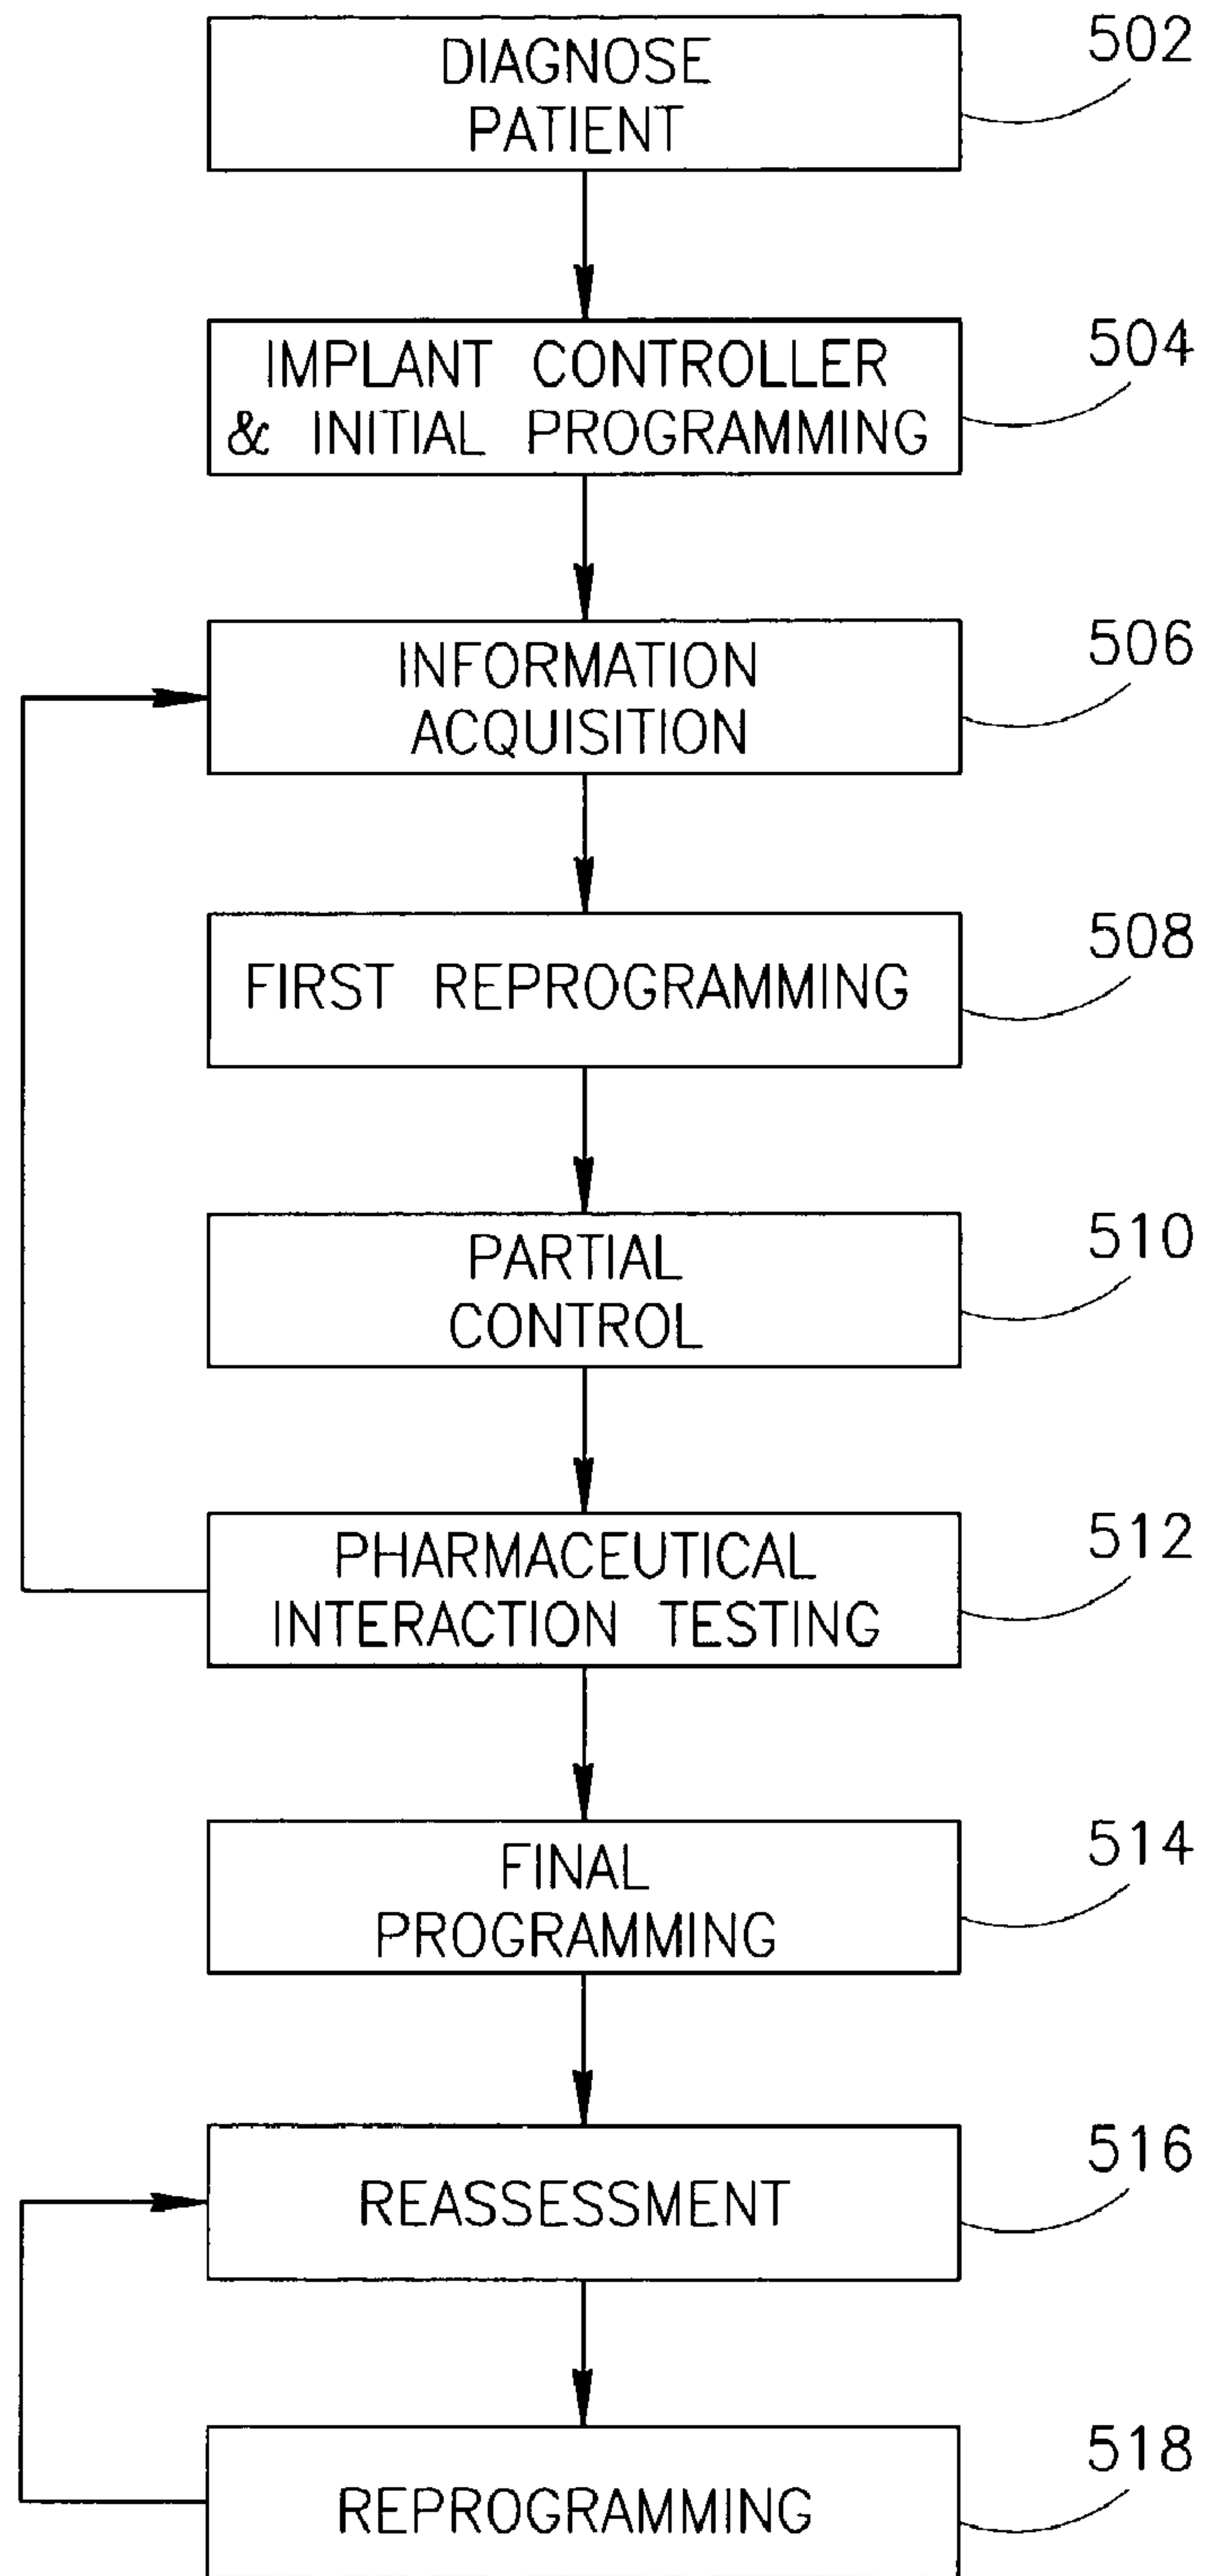 DIAGNOSE
PATIENT
502
IMPLANT CONTROLLER
& INITIAL PROGRAMMING
504
INFORMATION
ACQUISITION
506
FIRST REPROGRAMMING
508
PARTIAL
CONTROL
510
PHARMACEUTICAL
INTERACTION TESTING
512
FINAL
PROGRAMMING
514
REASSESSMENT
516
REPROGRAMMING
518